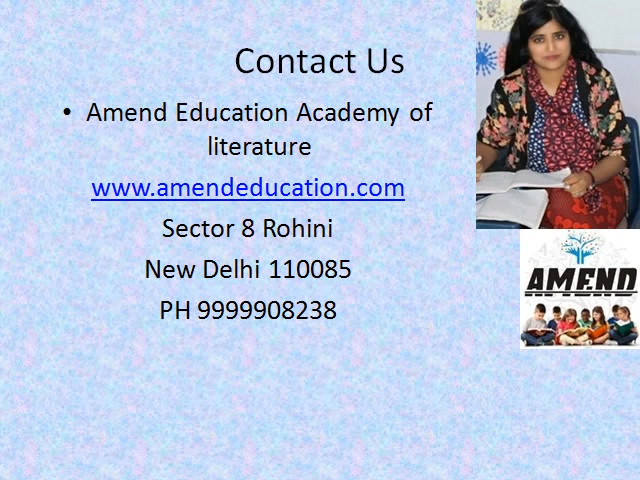 Contact Us
• Amend Education Academy of
literature
www.amendeducation.com
Sector 8 Rohini
New Delhi 110085
PH 9999908238
AMEND